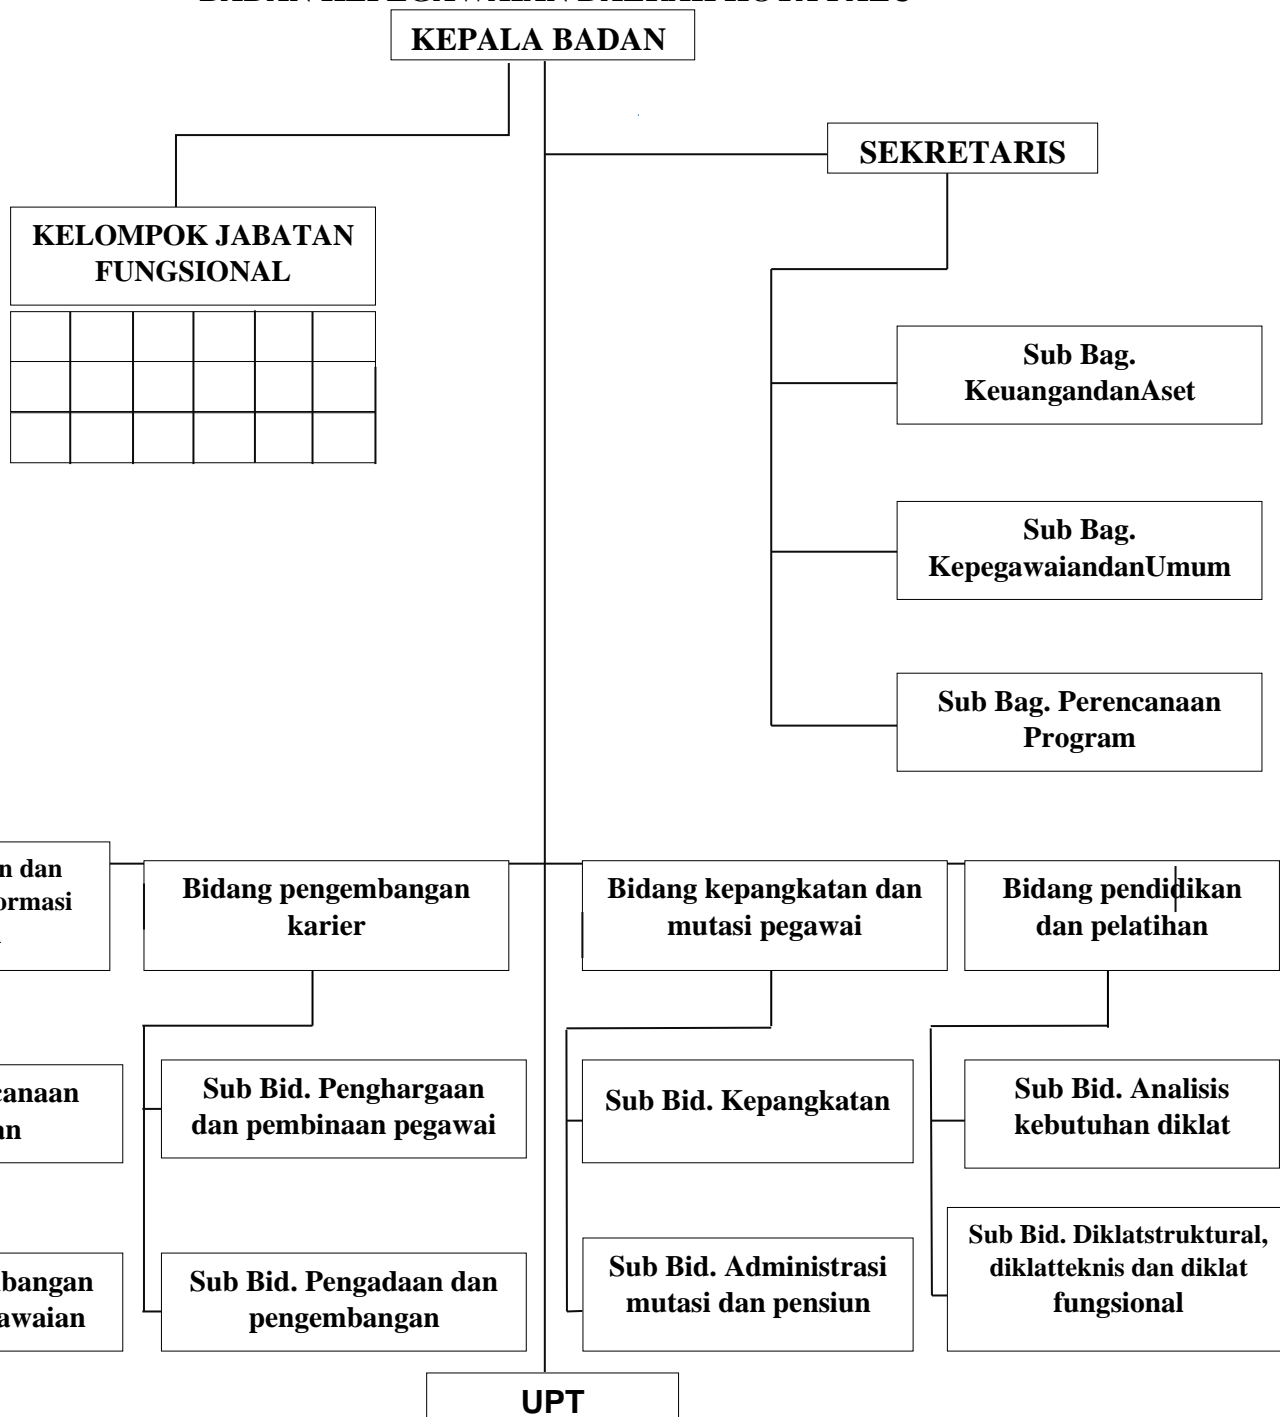 KEPALA BADAN
SEKRETARIS
KELOMPOK JABATAN
FUNGSIONAL
Sub Bag.
KeuangandanAset
Sub Bag.
KepegawaiandanUmum
Sub Bag. Perencanaan
Program
n dan
ormasi
Bidang pengembangan
karier
Bidang kepangkatan dan
mutasi pegawai
Bidang pendidikan
dan pelatihan
canaan
an
Sub Bid. Penghargaan
dan pembinaan pegawai
Sub Bid. Kepangkatan
Sub Bid. Analisis
kebutuhan diklat
bangan
awaian
Sub Bid. Pengadaan dan
pengembangan
Sub Bid. Administrasi
mutasi dan pensiun
Sub Bid. Diklatstruktural,
diklatteknis dan diklat
fungsional
UPT